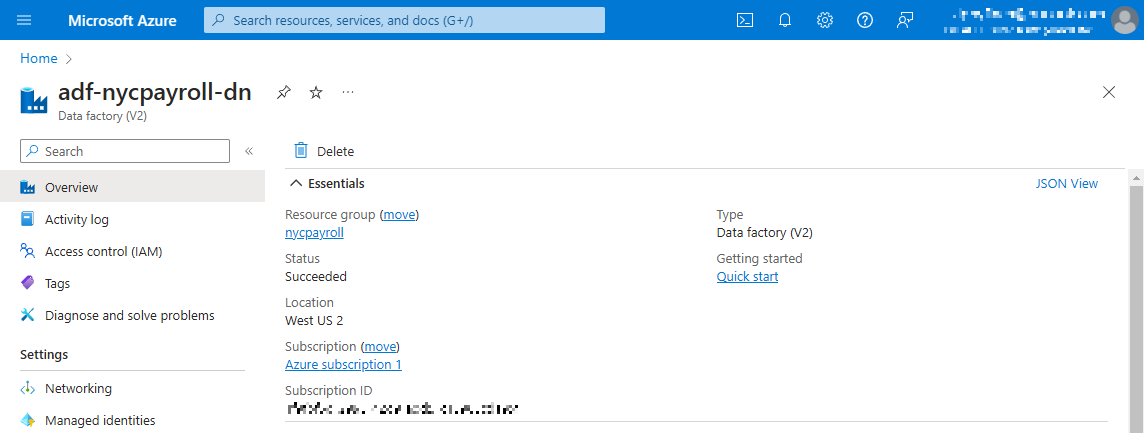 Microsoft Azure
Search resources, services, and docs (G+/)
Home
adf-nycpayroll-dn
Data factory (V2)
Search
Delete
Overview
Activity log
Access control (IAM)
Tags
Diagnose and solve problems
Settings
Networking
Managed identities
Essentials
JSON View
Resource group (move)
nycpayroll
Status
Succeeded
Location
West US 2
Subscription (move)
Azure subscription 1
Subscription ID
Type
Data factory (V2)
Getting started
Quick start